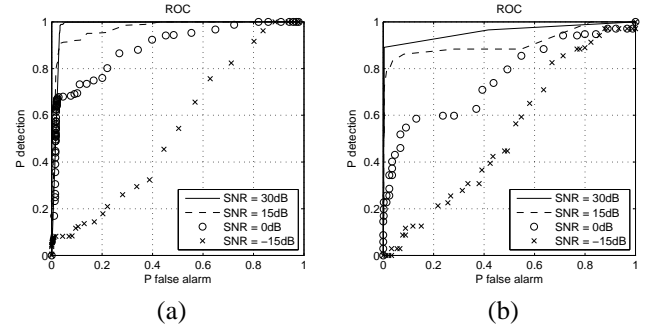 ROC
P detection
1
0.8
0.6
0.4
0.2
0
0 0.2 0.4 0.6 0.8 1
P false alarm
SNR = 30dB
SNR = 15dB
SNR = 0dB
SNR = −15dB
(a)
ROC
P detection
1
0.8
0.6
0.4
0.2
0
0 0.2 0.4 0.6 0.8 1
P false alarm
SNR = 30dB
SNR = 15dB
SNR = 0dB
SNR = −15dB
(b)